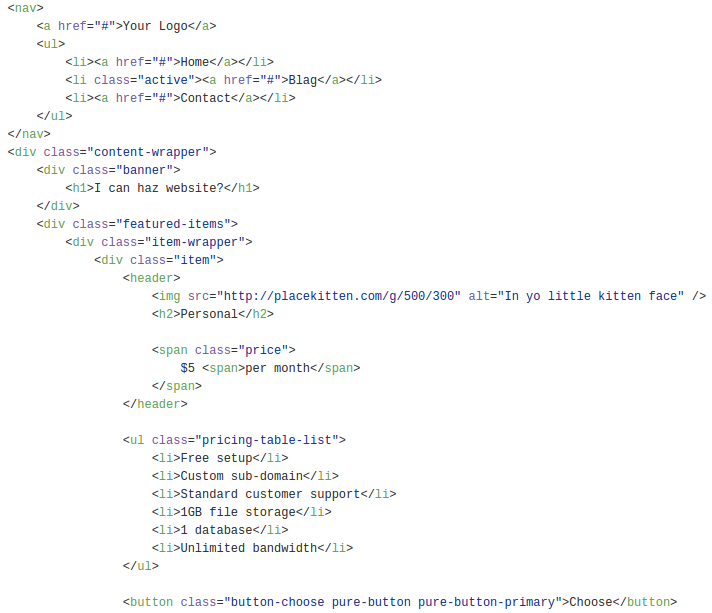 <nav>
    <a href="#">Your Logo</a>
    <ul>
        <li><a href="#">Home</a></li>
        <li class="active"><a href="#">Blag</a></li>
        <li><a href="#">Contact</a></li>
    </ul>
</nav>
<div class="content-wrapper">
    <div class="banner">
        <h1>I can haz website?</h1>
    </div>
    <div class="featured-items">
        <div class="item-wrapper">
            <div class="item">
                <header>
                    <img src="http://placekitten.com/g/500/300" alt="In yo little kitten face" />
                    <h2>Personal</h2>

                    <span class="price">
                        $5 <span>per month</span>
                    </span>
                </header>

                <ul class="pricing-table-list">
                    <li>Free setup</li>
                    <li>Custom sub-domain</li>
                    <li>Standard customer support</li>
                    <li>1GB file storage</li>
                    <li>1 database</li>
                    <li>Unlimited bandwidth</li>
                </ul>

                <button class="button-choose pure-button pure-button-primary">Choose</button>